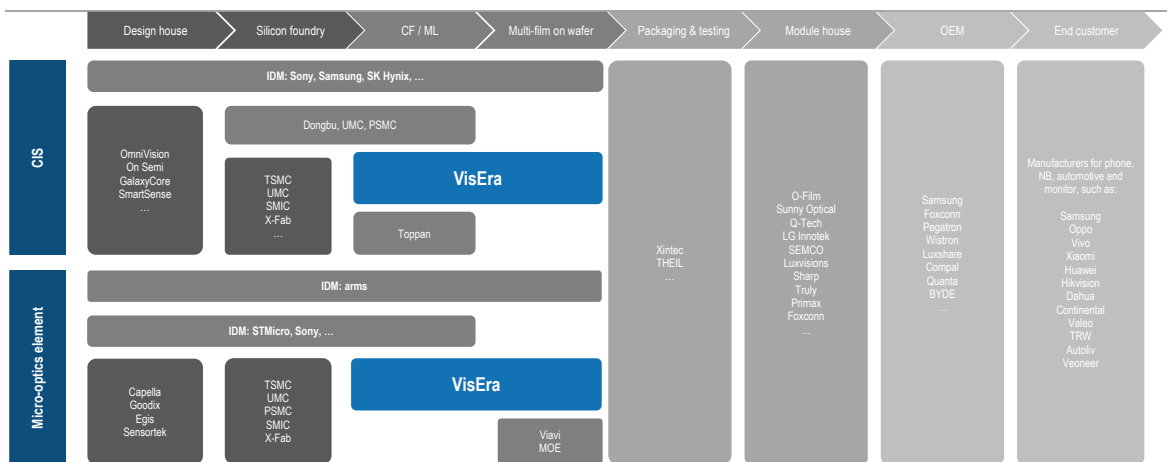 Design house
Silicon foundry
CF / ML
Multi-film on wafer
Packaging & testing
Module house
OEM
End customer
CIS
IDM: Sony, Samsung, SK Hynix, …
OmniVision
On Semi
GalaxyCore
SmartSense
…
Dongbu, UMC, PSMC
TSMC
UMC
SMIC
X-Fab
…
VisEra
Toppan
Micro-optics element
IDM: arms
IDM: STMicro, Sony, …
Capella
Goodix
Egis
Sensortek
TSMC
UMC
PSMC
SMIC
X-Fab
VisEra
Viavi
MOE
Xintec
THEIL
…
O-Film
Sunny Optical
Q-Tech
LG Innotek
SEMCO
Luxvisions
Sharp
Truly
Primax
Foxconn
…
Samsung
Foxconn
Pegatron
Wistron
Luxshare
Compal
Quanta
BYDE
…
Manufacturers for phone,
NB, automotive and
monitor, such as:
Samsung
Oppo
Vivo
Xiaomi
Huawei
Hikvision
Dahua
Continental
Valeo
TRW
Autoliv
Veoneer